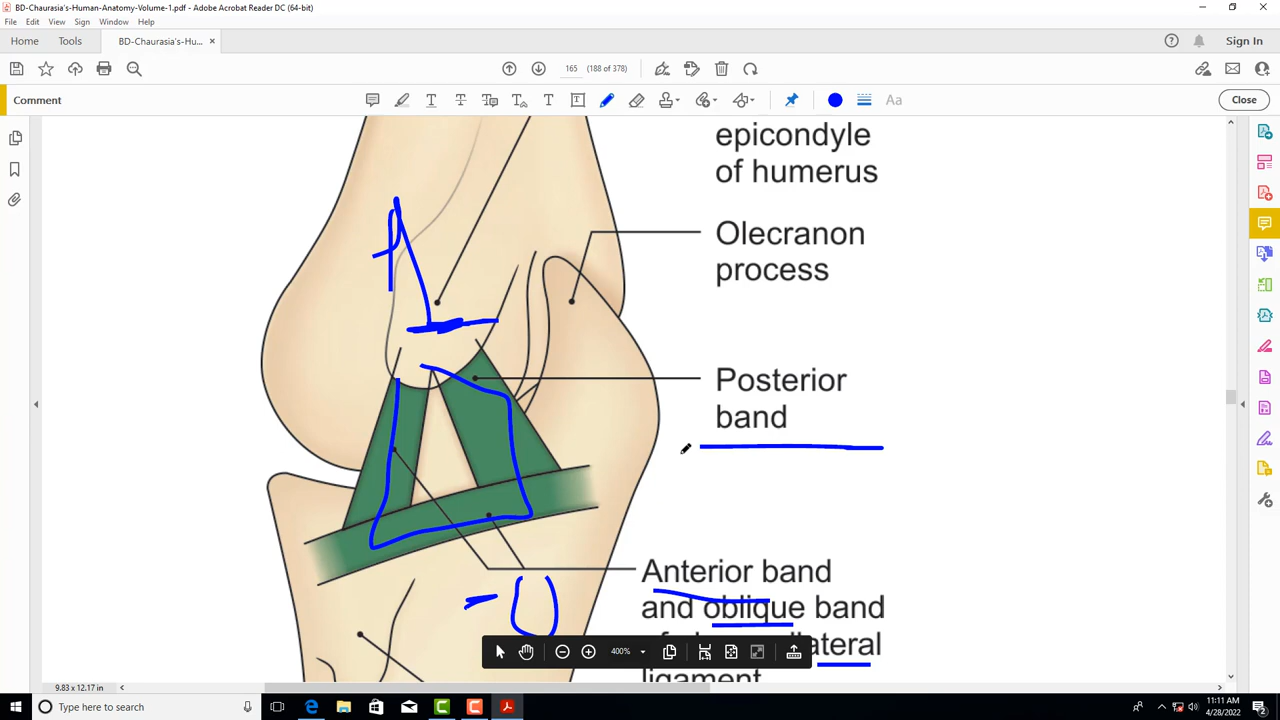 BD-Chaurasia's-Human-Anatomy-Volume-1.pdf - Adobe Acrobat Reader DC (64-bit)
File Edit View Sign Window Help
Home Tools BD-Chaurasia's-Hu... × Sign In
165 (188 of 378)
Comment Aa Close
epicondyle
of humerus
Olecranon
process
Posterior
band
Anterior band
and oblique band
lateral
ligament
400%
9.83 x 12.17 in
Type here to search
11:11 AM
4/28/2022
2